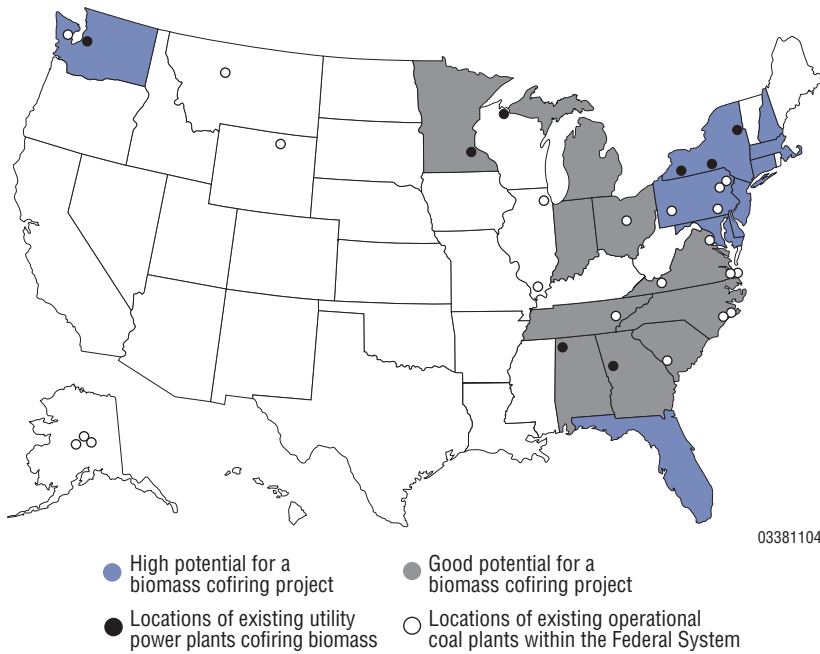 03381104
High potential for a
biomass cofiring project
Good potential for a
biomass cofiring project
Locations of existing utility
power plants cofiring biomass
Locations of existing operational
coal plants within the Federal System